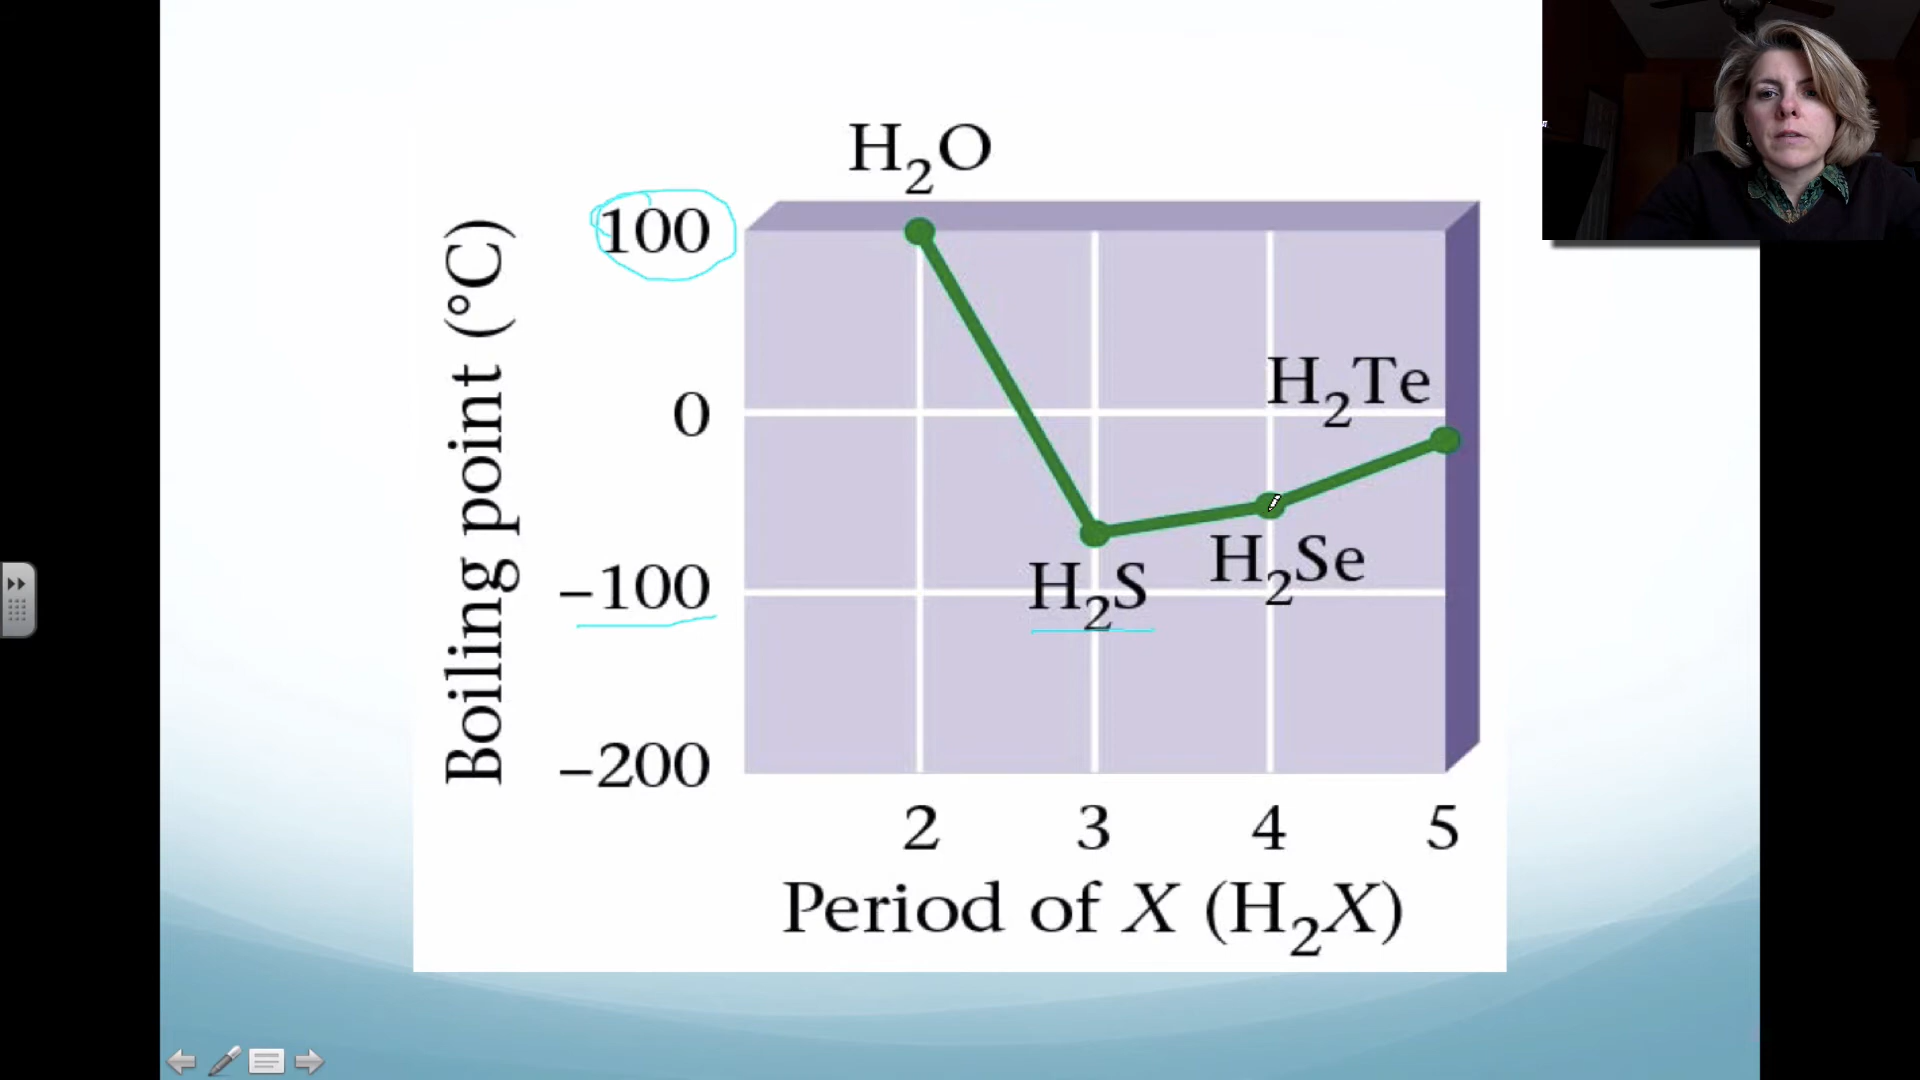 H₂O
100
0
−100
−200
Boiling point (°C)
H₂Te
H₂Se
H₂S
2 3 4 5
Period of X (H₂X)